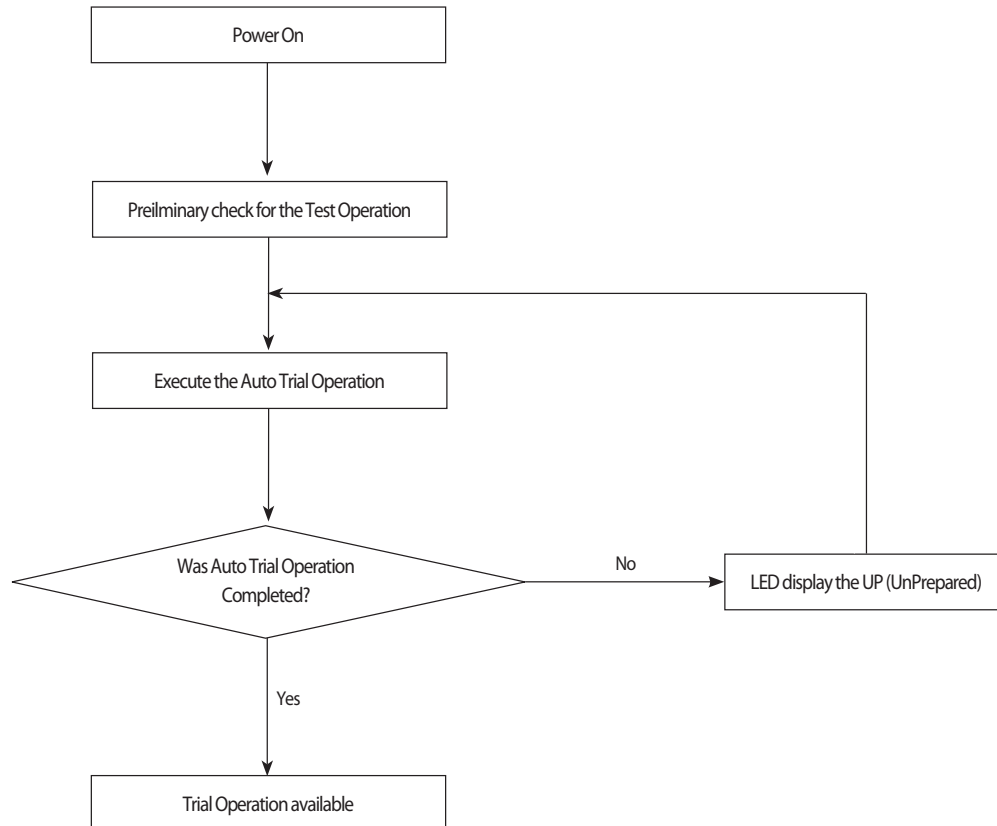 Power On
Preilminary check for the Test Operation
Execute the Auto Trial Operation
Was Auto Trial Operation
Completed?
No
LED display the UP (UnPrepared)
Yes
Trial Operation available